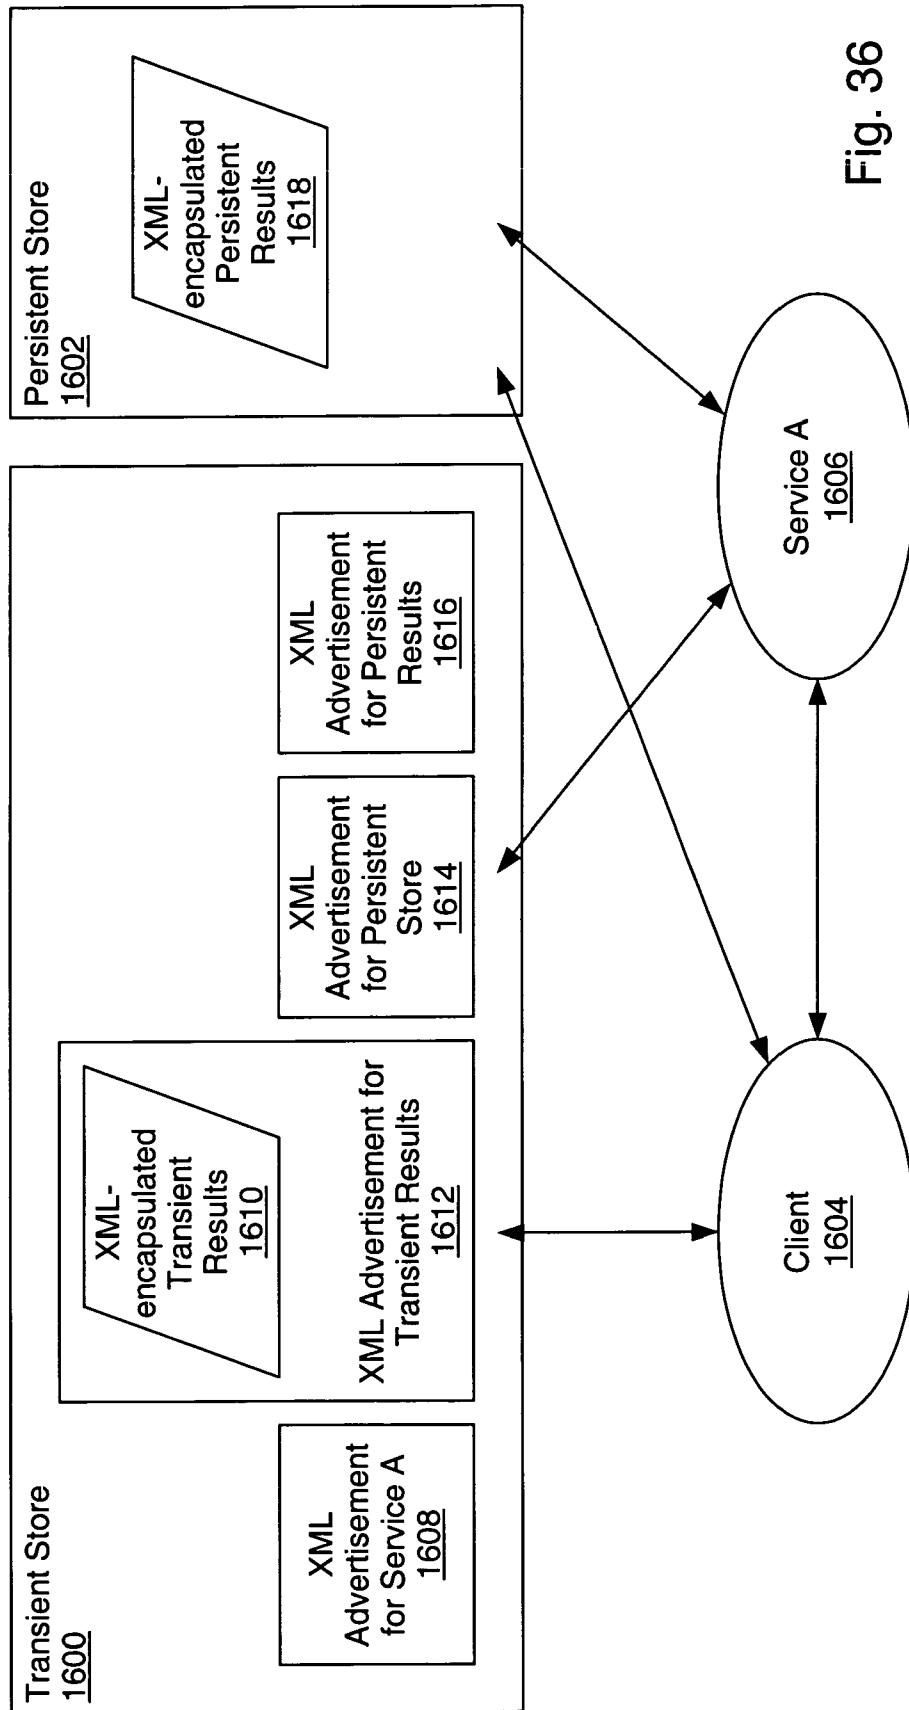 Transient Store
1600
XML
Advertisement
for Service A
1608
XML-
encapsulated
Transient
Results
1610
XML Advertisement for
Transient Results
1612
XML
Advertisement
for Persistent
Store
1614
XML
Advertisement
for Persistent
Results
1616
Persistent Store
1602
XML-
encapsulated
Persistent
Results
1618
Client
1604
Service A
1606
Fig. 36